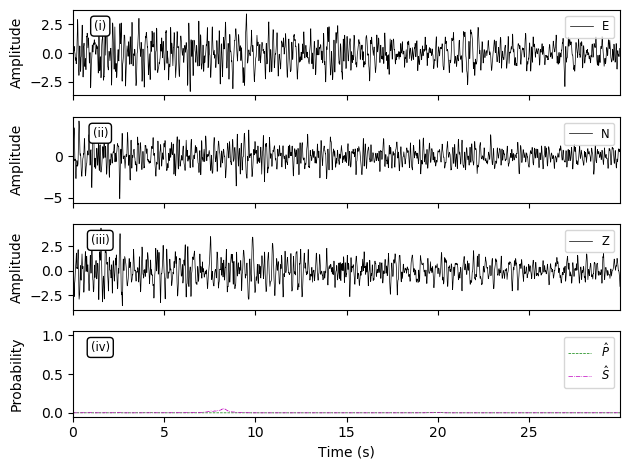 (i)
E
Amplitude
2.5
0.0
−2.5
(ii)
N
Amplitude
0
−5
(iii)
Z
Amplitude
2.5
0.0
−2.5
(iv)
P̂
Ŝ
Probability
1.0
0.5
0.0
0 5 10 15 20 25
Time (s)